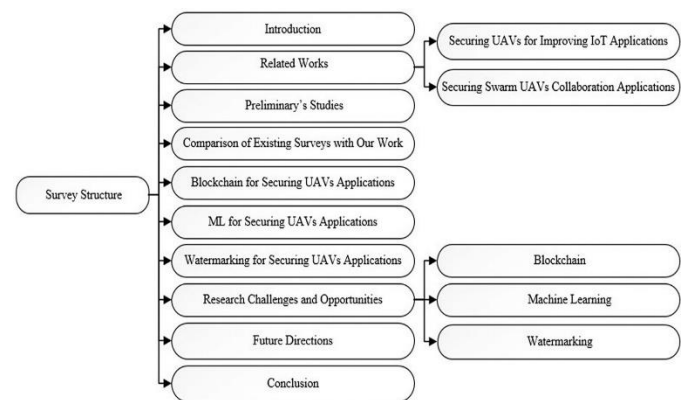 Survey Structure
Introduction
Related Works
Securing UAVs for Improving IoT Applications
Securing Swarm UAVs Collaboration Applications
Preliminary's Studies
Comparison of Existing Surveys with Our Work
Blockchain for Securing UAVs Applications
ML for Securing UAVs Applications
Watermarking for Securing UAVs Applications
Research Challenges and Opportunities
Blockchain
Machine Learning
Watermarking
Future Directions
Conclusion